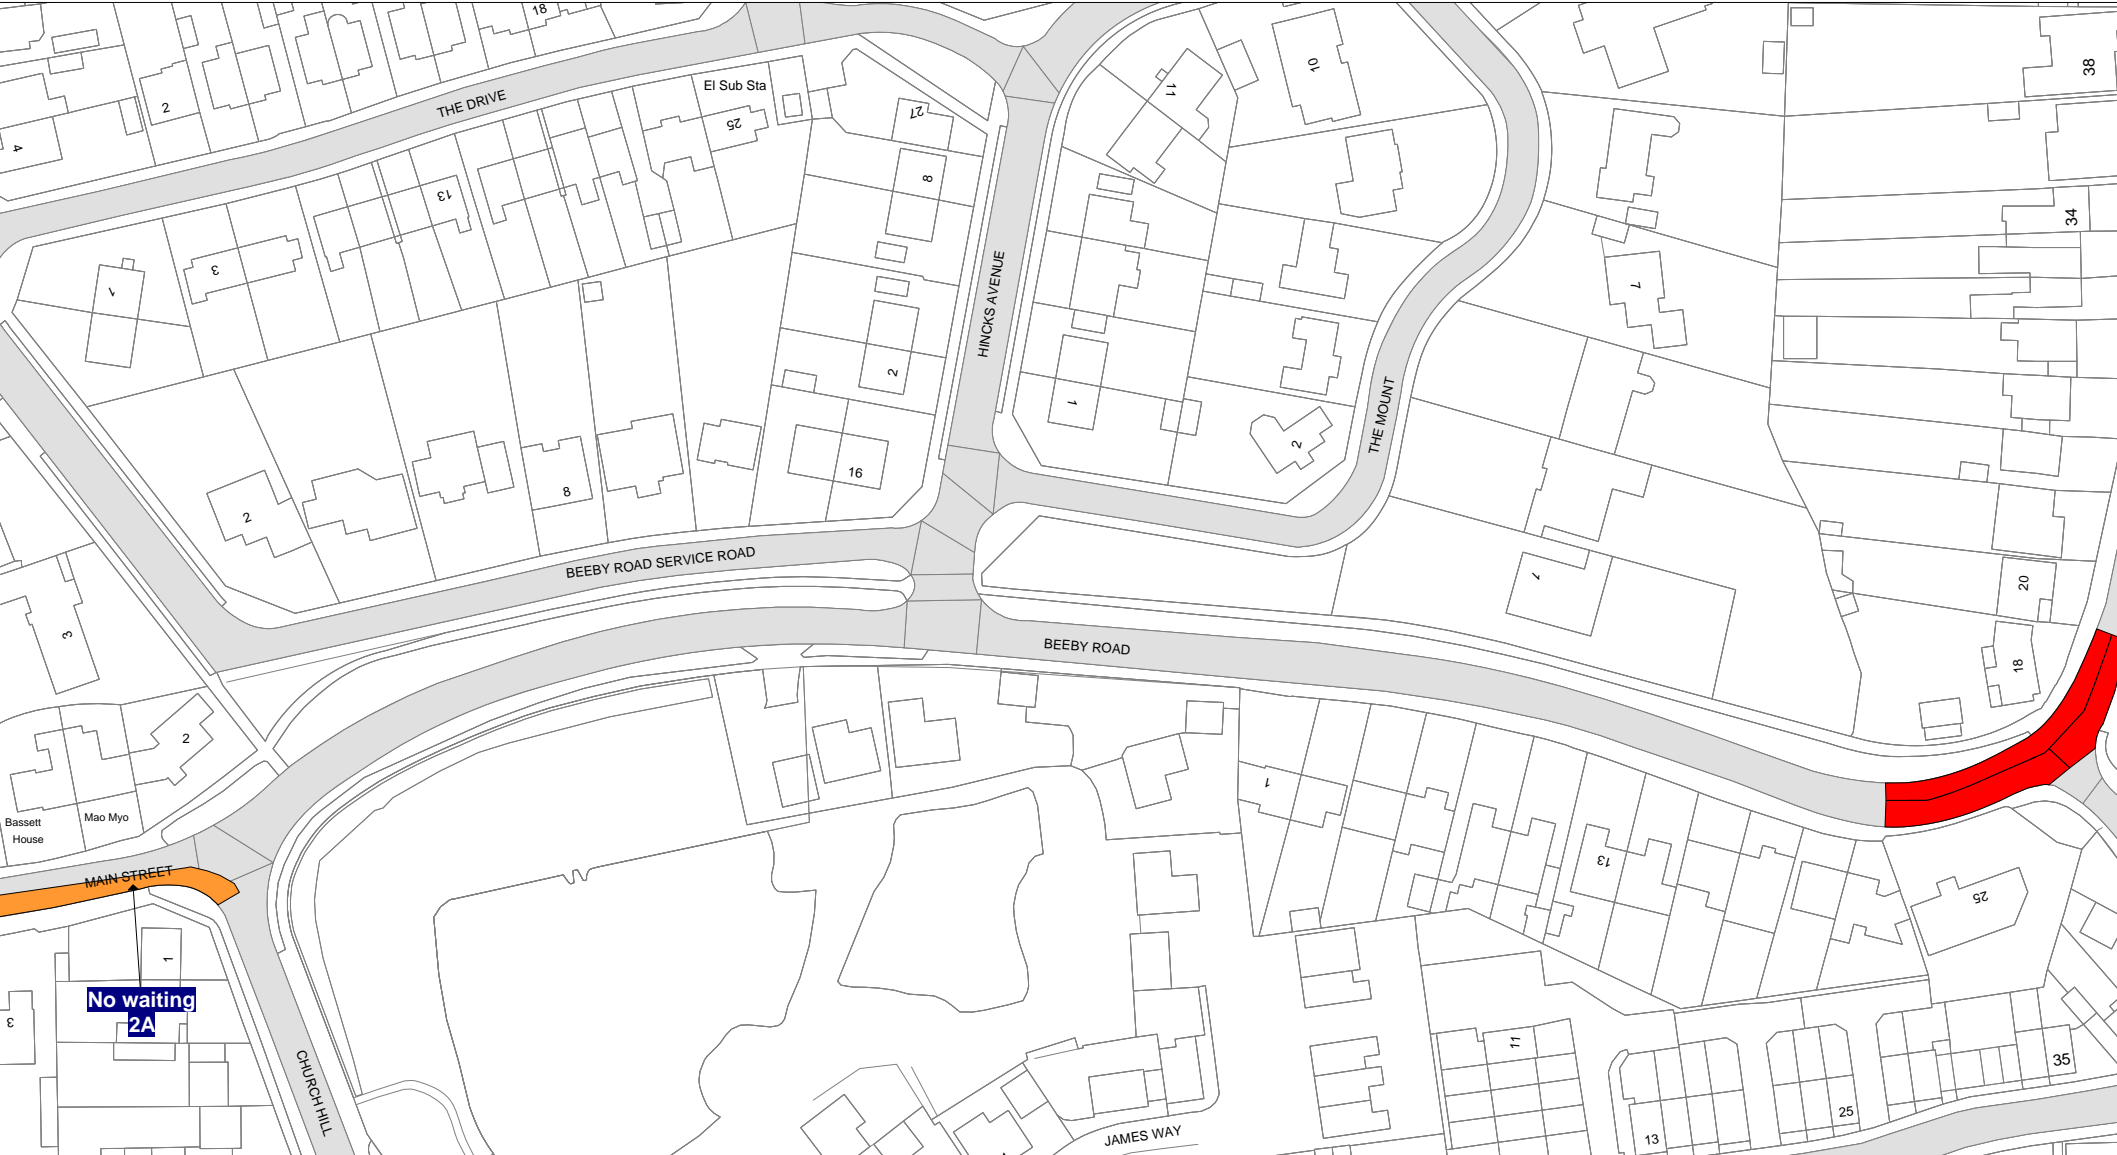 18
38
10
El Sub Sta
11
THE DRIVE
2
27
25
4
8
13
34
3
HINCKS AVENUE
1
7
2
1
THE MOUNT
2
16
8
2
BEEBY ROAD SERVICE ROAD
7
20
3
BEEBY ROAD
18
2
1
Mao Myo
Bassett
House
13
MAIN STREET
25
1
No waiting
2A
3
11
CHURCH HILL
35
25
JAMES WAY
13